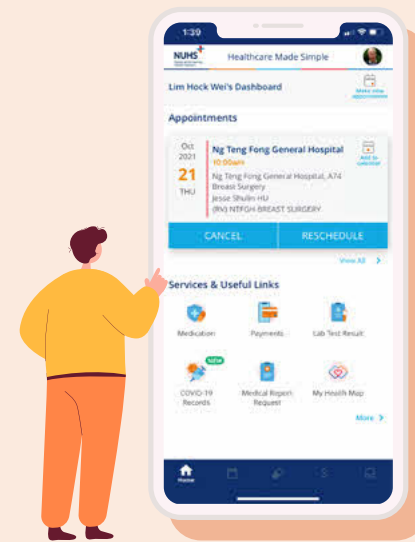 1:39
NUHS
Healthcare Made Simple
Lim Hock Wei's Dashboard
Make new
appointment
Appointments
Oct
2021
21
THU
Ng Teng Fong General Hospital
10:00am
Ng Teng Fong General Hospital, A74
Breast Surgery
Jesse Shulin HU
(RV) NTFGH BREAST SURGERY
Add to
calendar
CANCEL
RESCHEDULE
View All >
Services & Useful Links
Medication
Payments
Lab Test Result
NEW
COVID-19
Records
Medical Report
Request
My Health Map
More >
Home